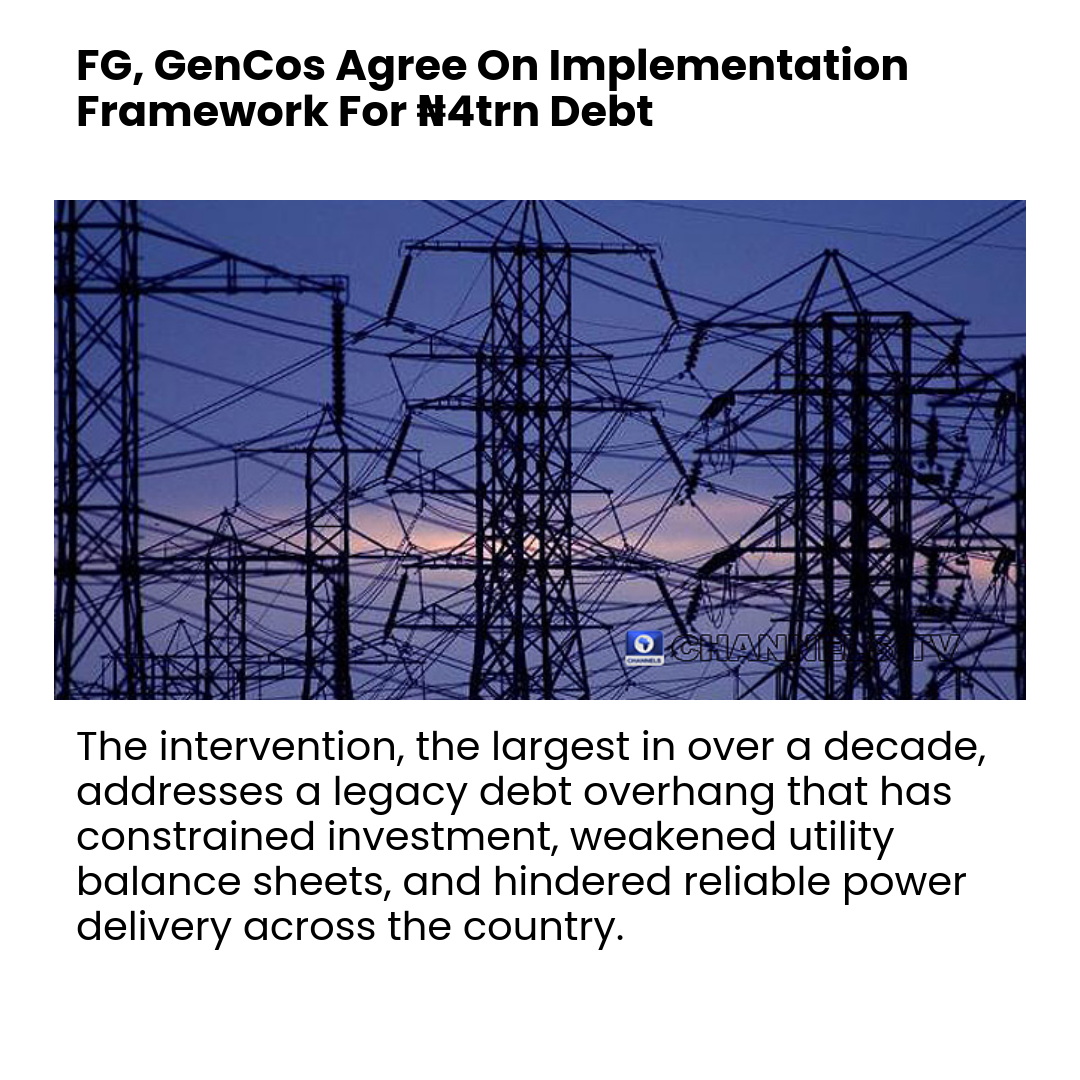 FG, GenCos Agree On Implementation
Framework For ₦4trn Debt
CHANNELS TV
CHANNELS
The intervention, the largest in over a decade,
addresses a legacy debt overhang that has
constrained investment, weakened utility
balance sheets, and hindered reliable power
delivery across the country.